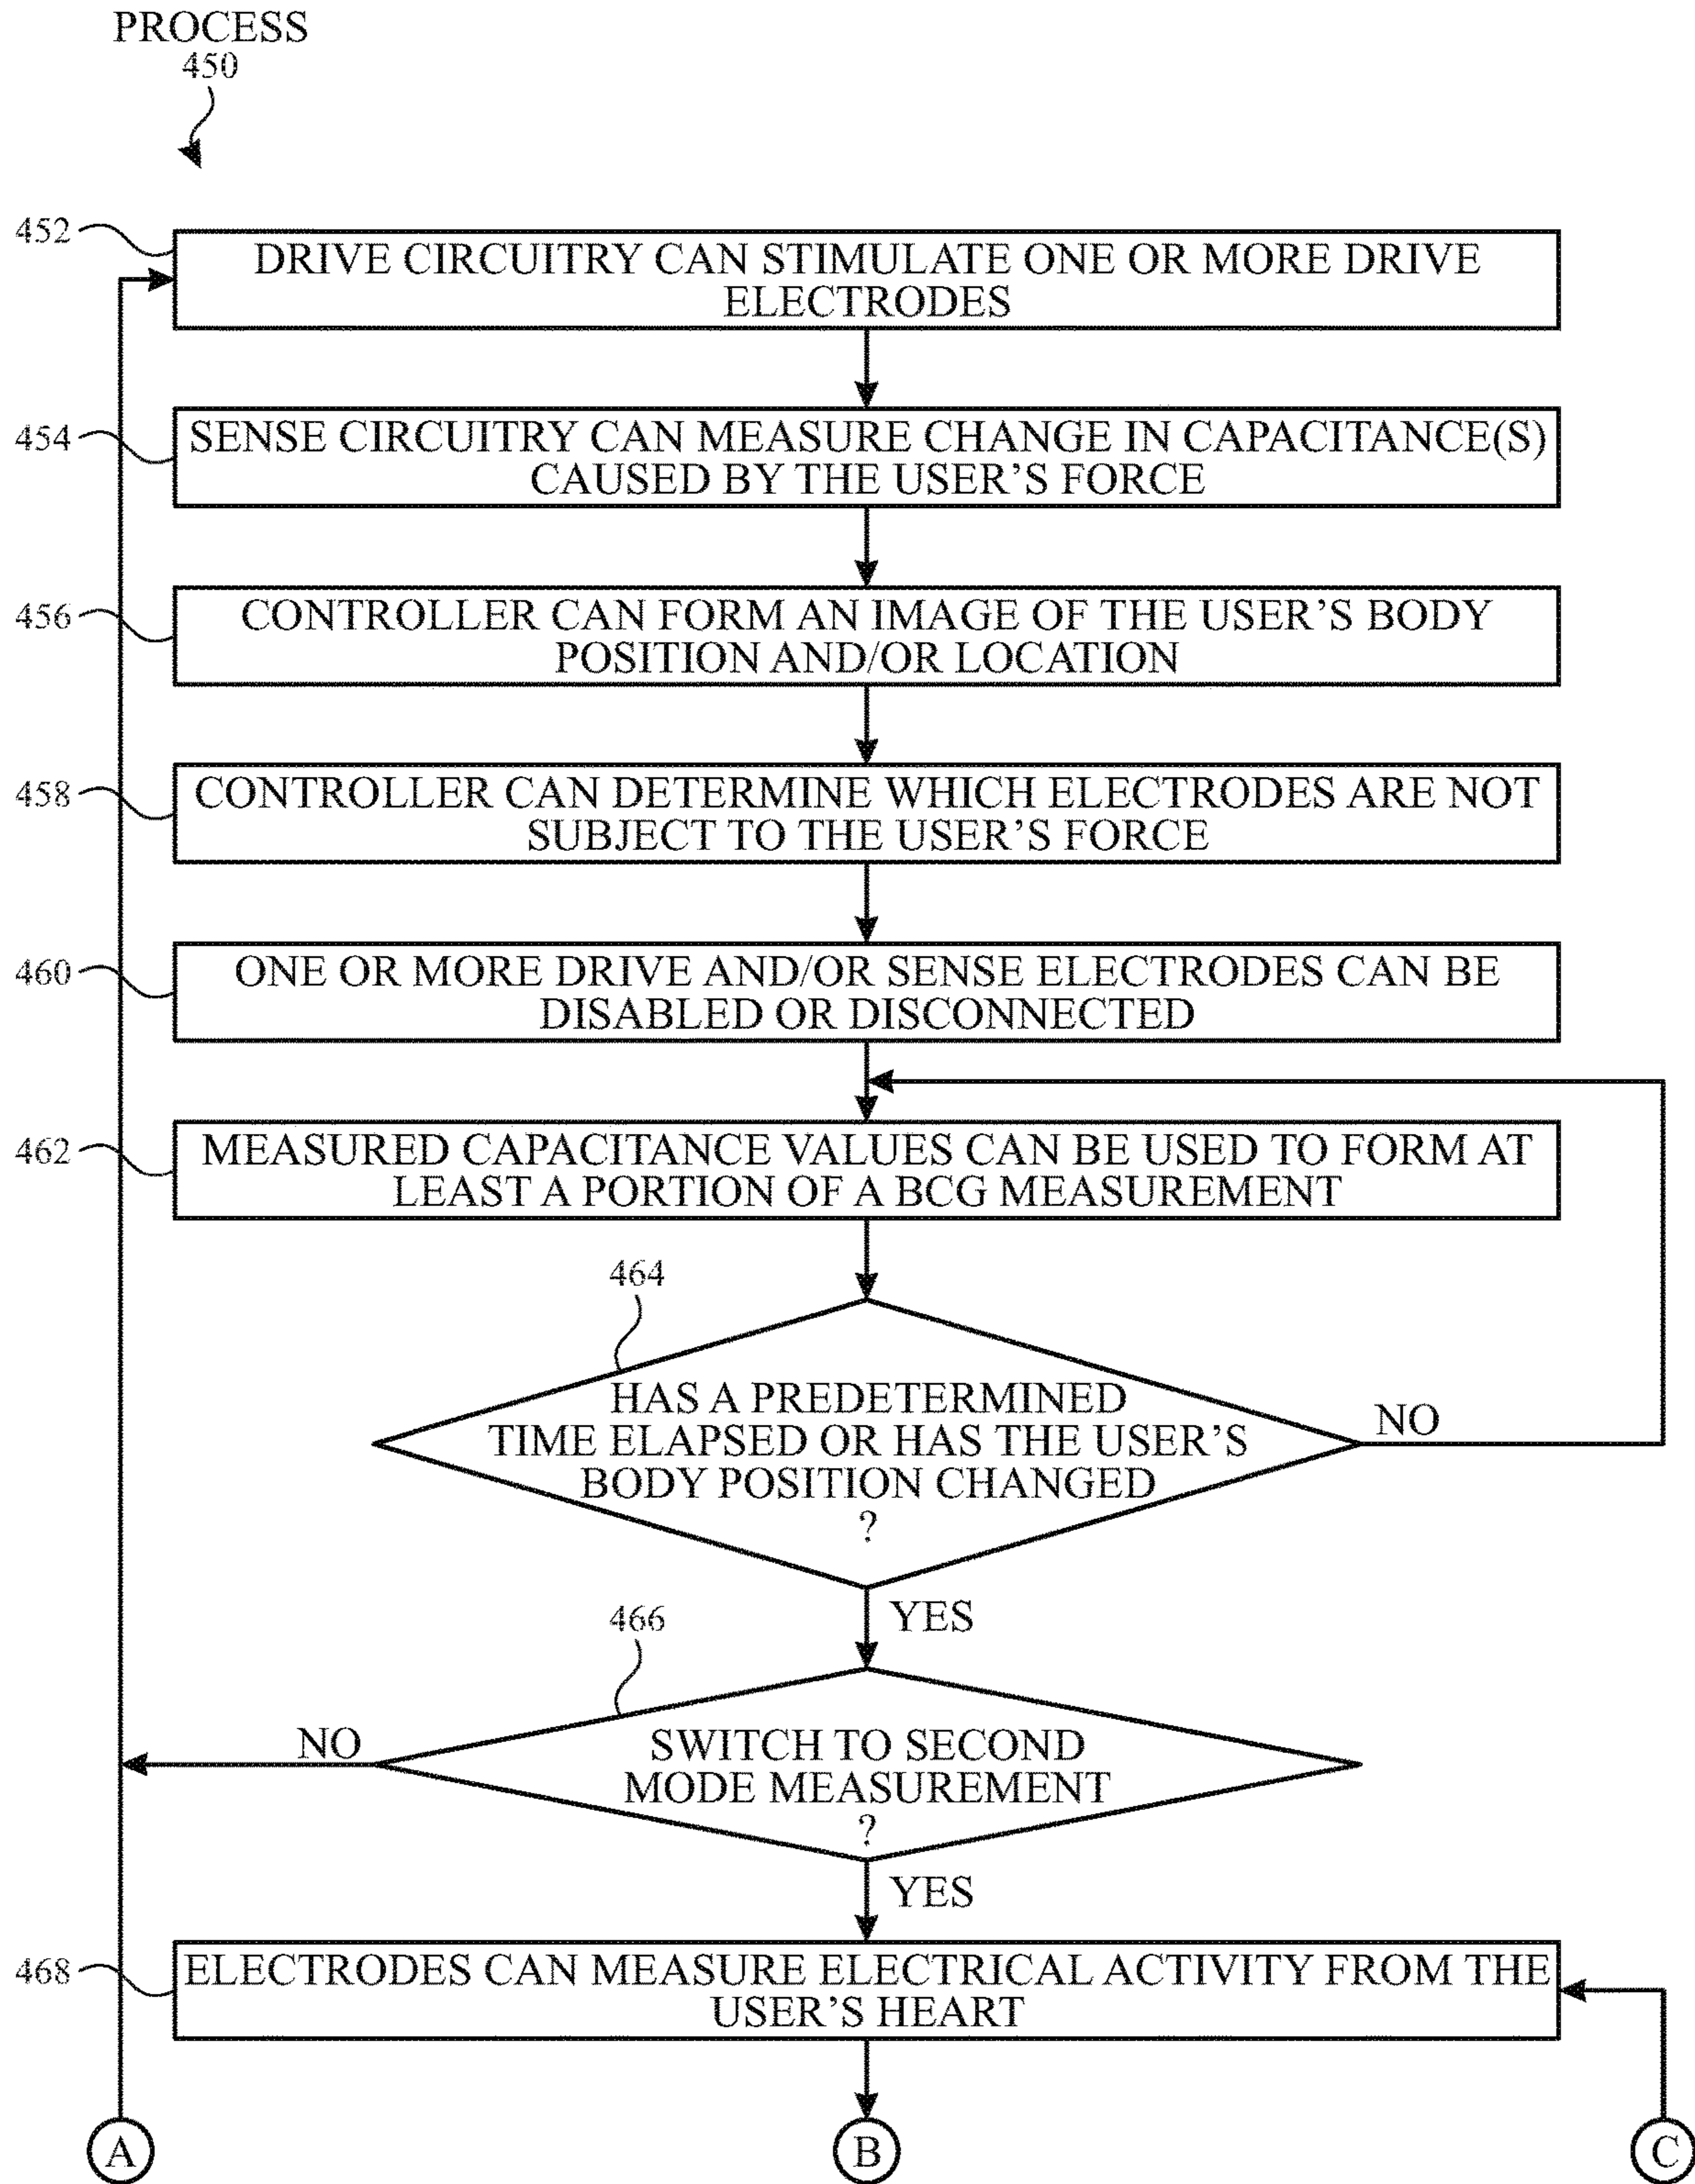 PROCESS
450
452
DRIVE CIRCUITRY CAN STIMULATE ONE OR MORE DRIVE
ELECTRODES
454
SENSE CIRCUITRY CAN MEASURE CHANGE IN CAPACITANCE(S)
CAUSED BY THE USER'S FORCE
456
CONTROLLER CAN FORM AN IMAGE OF THE USER'S BODY
POSITION AND/OR LOCATION
458
CONTROLLER CAN DETERMINE WHICH ELECTRODES ARE NOT
SUBJECT TO THE USER'S FORCE
460
ONE OR MORE DRIVE AND/OR SENSE ELECTRODES CAN BE
DISABLED OR DISCONNECTED
462
MEASURED CAPACITANCE VALUES CAN BE USED TO FORM AT
LEAST A PORTION OF A BCG MEASUREMENT
464
HAS A PREDETERMINED
TIME ELAPSED OR HAS THE USER'S
BODY POSITION CHANGED
?
NO
YES
466
SWITCH TO SECOND
MODE MEASUREMENT
?
NO
YES
468
ELECTRODES CAN MEASURE ELECTRICAL ACTIVITY FROM THE
USER'S HEART
A
B
C